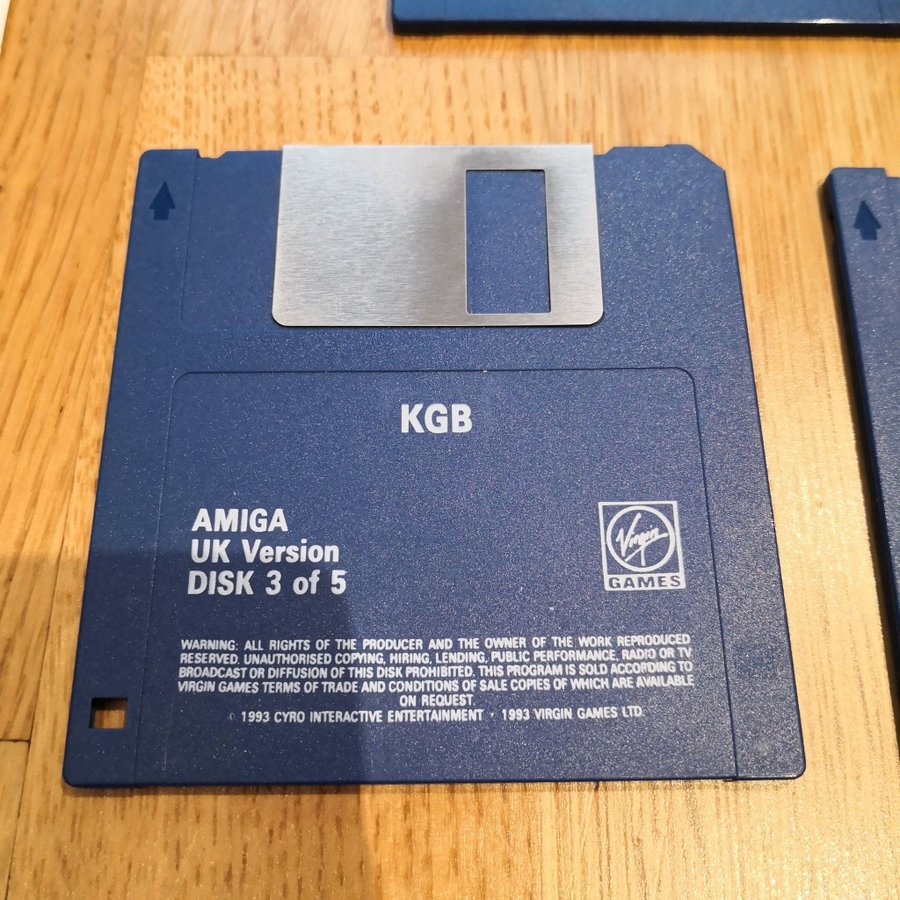 KGB
AMIGA
UK Version
DISK 3 of 5
Virgin
GAMES
WARNING: ALL RIGHTS OF THE PRODUCER AND THE OWNER OF THE WORK REPRODUCED
RESERVED. UNAUTHORISED COPYING, HIRING, LENDING, PUBLIC PERFORMANCE, RADIO OR TV
BROADCAST OR DIFFUSION OF THIS DISK PROHIBITED. THIS PROGRAM IS SOLD ACCORDING TO
VIRGIN GAMES TERMS OF TRADE AND CONDITIONS OF SALE COPIES OF WHICH ARE AVAILABLE
ON REQUEST.
© 1993 CYRO INTERACTIVE ENTERTAINMENT · 1993 VIRGIN GAMES LTD.